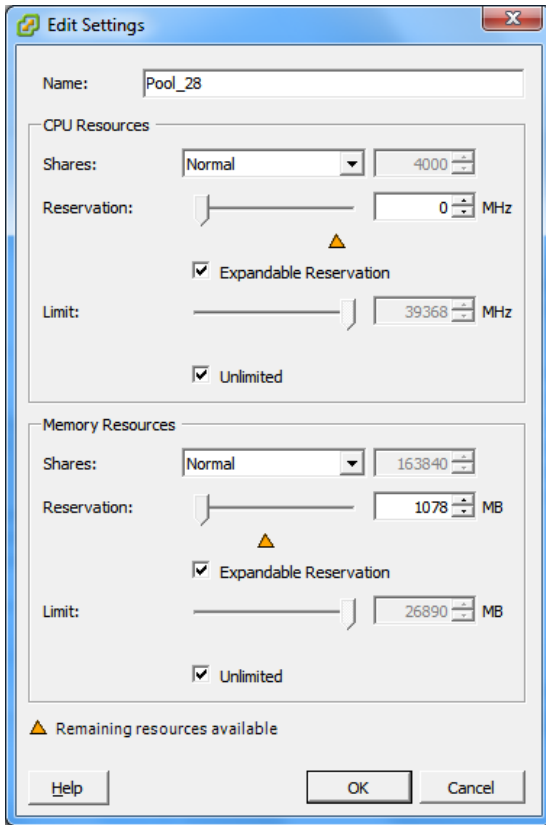 Edit Settings
Name: Pool_28
CPU Resources
Shares: Normal 4000
Reservation: 0 MHz
Expandable Reservation
Limit: 39368 MHz
Unlimited
Memory Resources
Shares: Normal 163840
Reservation: 1078 MB
Expandable Reservation
Limit: 26890 MB
Unlimited
Remaining resources available
Help OK Cancel